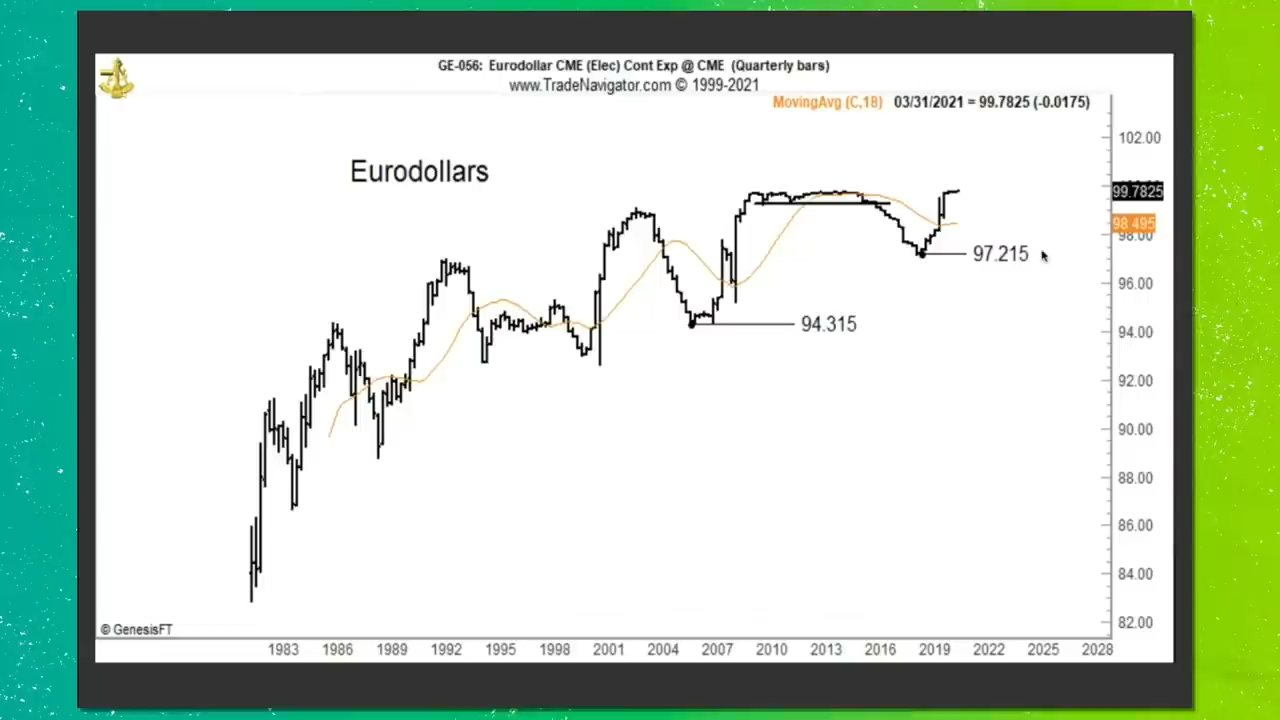 GE-056: Eurodollar CME (Elec) Cont Exp @ CME (Quarterly bars)
www.TradeNavigator.com © 1999-2021
MovingAvg (C,18) 03/31/2021 = 99.7825 (-0.0175)
Eurodollars
102.00
99.7825
98.495
98.00
97.215
96.00
94.315
94.00
92.00
90.00
88.00
86.00
84.00
82.00
© GenesisFT
1983 1986 1989 1992 1995 1998 2001 2004 2007 2010 2013 2016 2019 2022 2025 2028